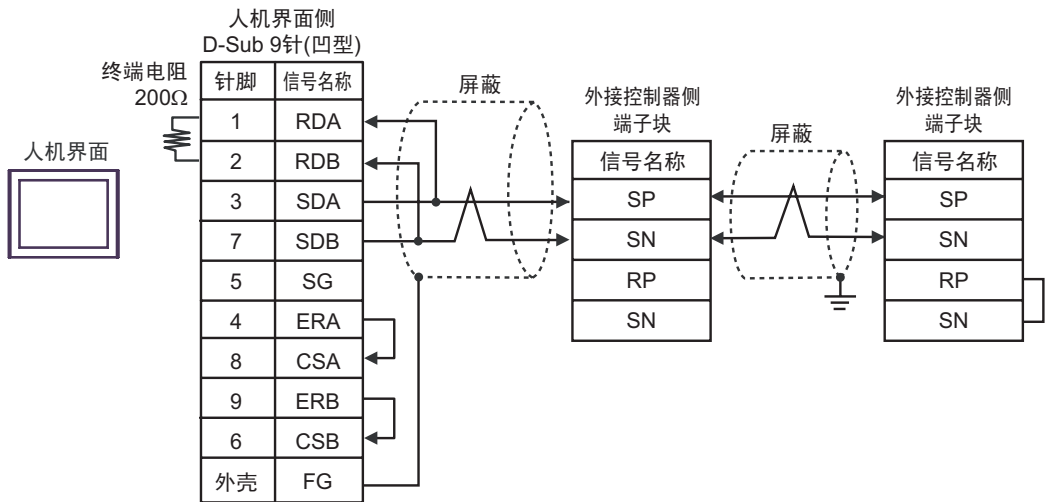 人机界面侧
D-Sub 9针(凹型)
终端电阻
200Ω
人机界面
针脚 信号名称
1 RDA
2 RDB
3 SDA
7 SDB
5 SG
4 ERA
8 CSA
9 ERB
6 CSB
外壳 FG
屏蔽
外接控制器侧
端子块
信号名称
SP
SN
RP
SN
屏蔽
外接控制器侧
端子块
信号名称
SP
SN
RP
SN